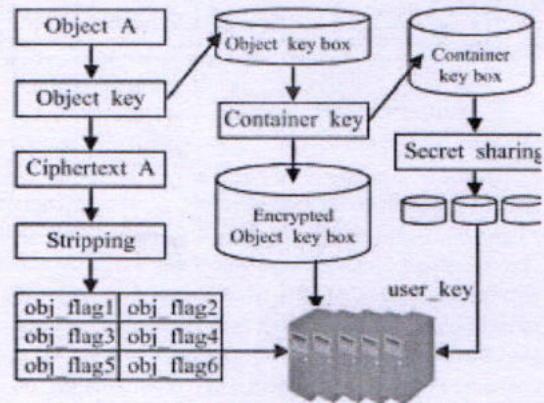 Object A
Object key
Ciphertext A
Stripping
obj_flag1 obj_flag2
obj_flag3 obj_flag4
obj_flag5 obj_flag6
Object key box
Container key
Encrypted
Object key box
Container
key box
Secret sharing
user_key